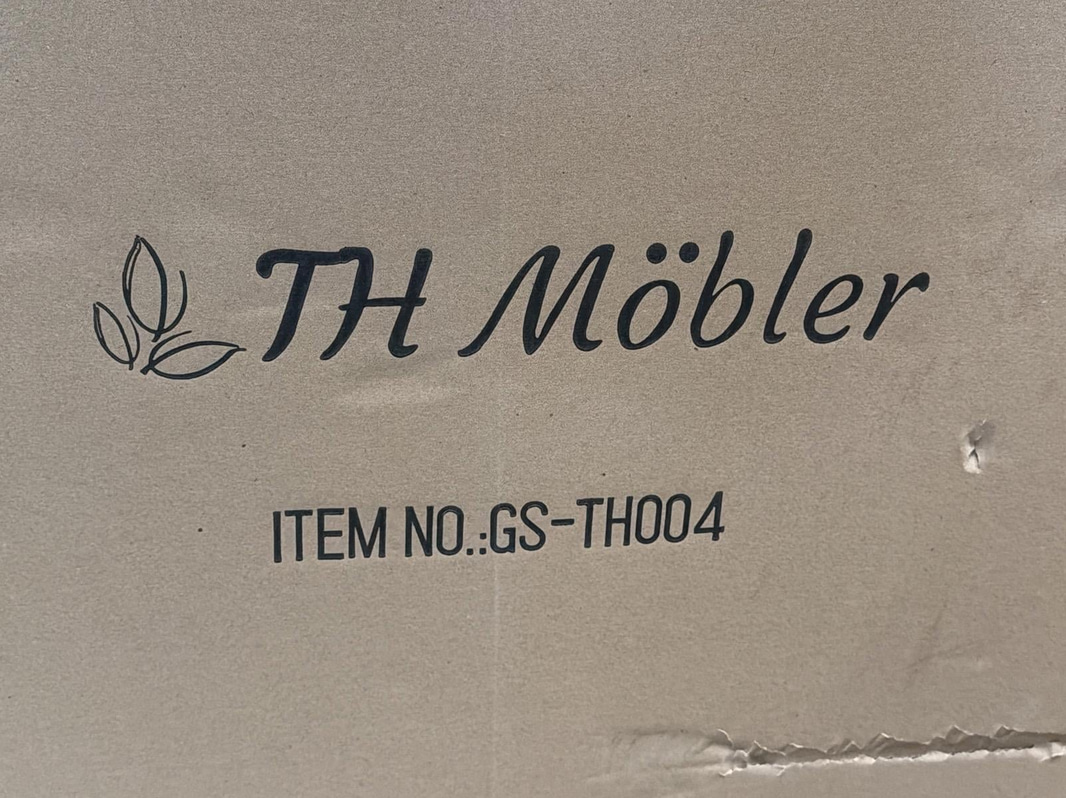 TH Möbler
ITEM NO.:GS-TH004